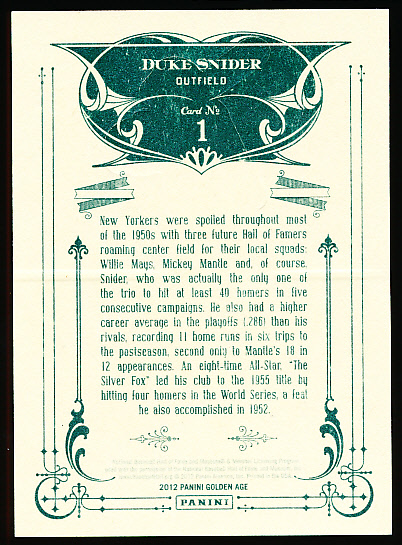 DUKE SNIDER
OUTFIELD
Card No
1
New Yorkers were spoiled throughout most
of the 1950s with three future Hall of Famers
roaming center field for their local squads:
Willie Mays, Mickey Mantle and, of course,
Snider, who was actually the only one of
the trio to hit at least 40 homers in five
consecutive campaigns. He also had a higher
career average in the playoffs (.286) than his
rivals, recording 11 home runs in six trips to
the postseason, second only to Mantle's 18 in
12 appearances. An eight-time All-Star, "The
Silver Fox" led his club to the 1955 title by
hitting four homers in the World Series, a feat
he also accomplished in 1952.
2012 PANINI GOLDEN AGE
PANINI